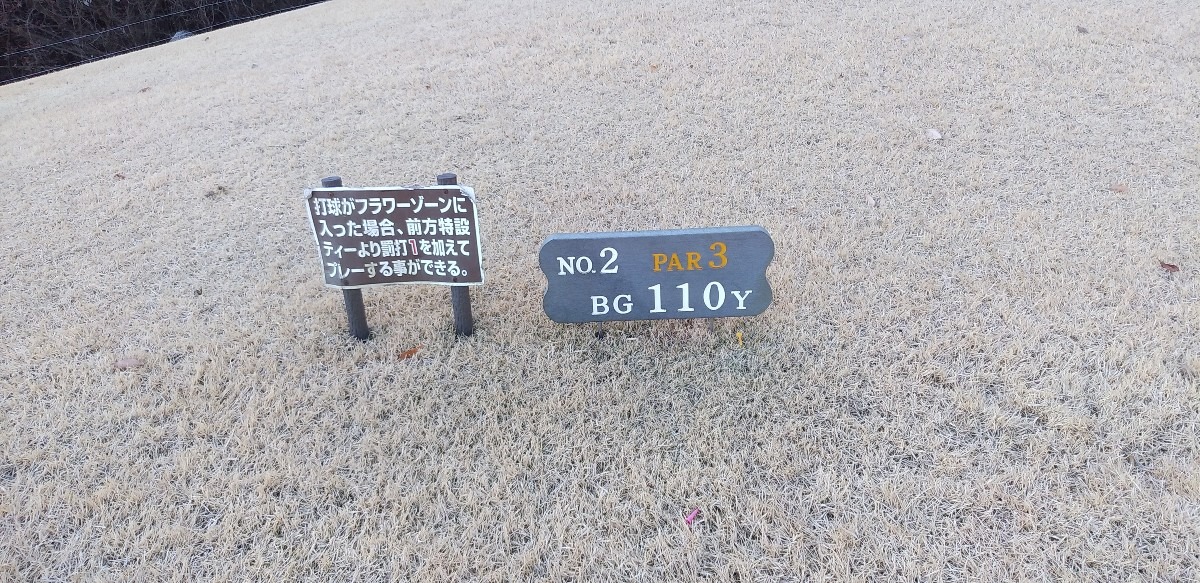 打球がフラワーゾーンに
入った場合、前方特設
ティーより罰打1を加えて
プレーする事ができる。
NO.2 PAR3
BG 110Y